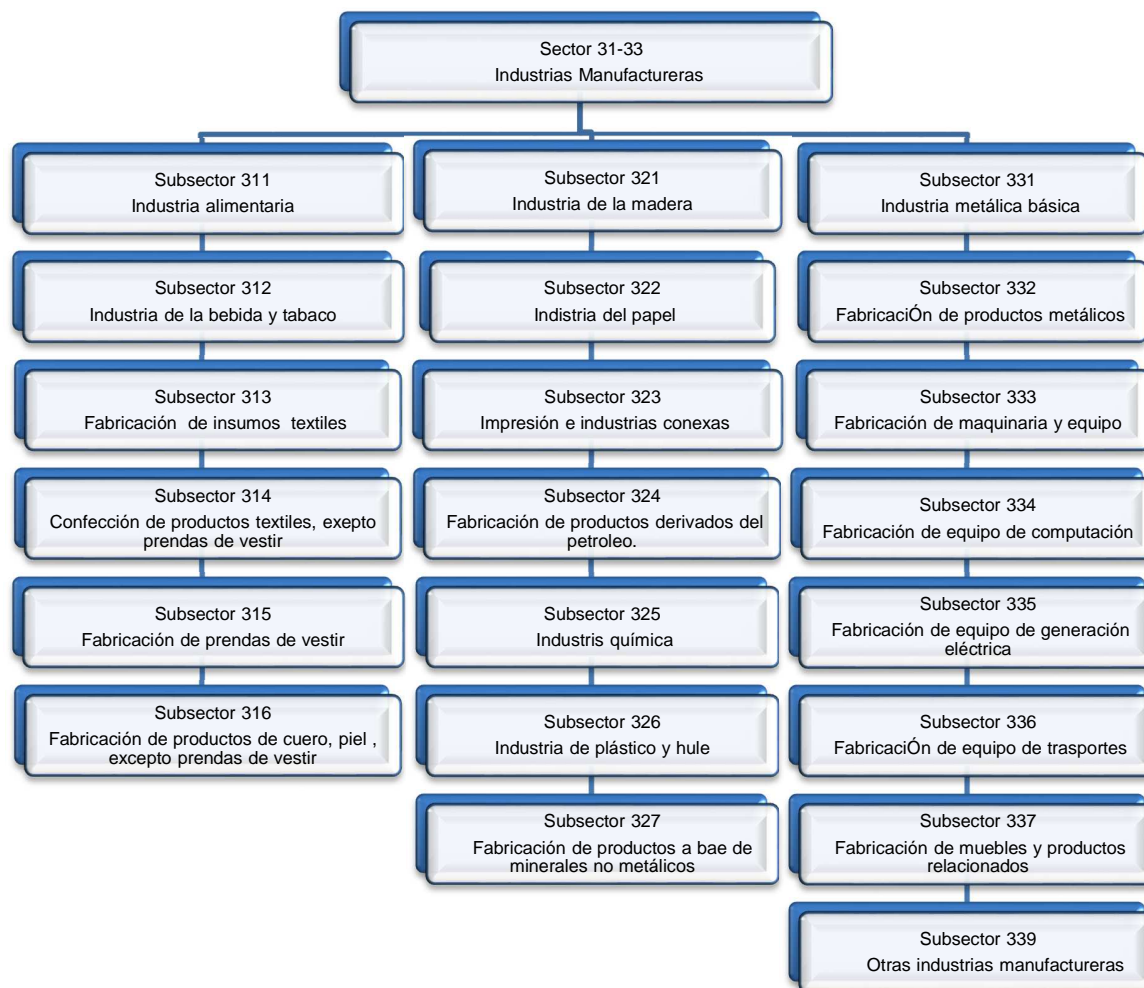 Sector 31-33
Industrias Manufactureras
Subsector 311
Industria alimentaria
Subsector 312
Industria de la bebida y tabaco
Subsector 313
Fabricación de insumos textiles
Subsector 314
Confección de productos textiles, exepto
prendas de vestir
Subsector 315
Fabricación de prendas de vestir
Subsector 316
Fabricación de productos de cuero, piel ,
excepto prendas de vestir
Subsector 321
Industria de la madera
Subsector 322
Indistria del papel
Subsector 323
Impresión e industrias conexas
Subsector 324
Fabricación de productos derivados del
petroleo.
Subsector 325
Industris química
Subsector 326
Industria de plástico y hule
Subsector 327
Fabricación de productos a bae de
minerales no metálicos
Subsector 331
Industria metálica básica
Subsector 332
FabricaciÓn de productos metálicos
Subsector 333
Fabricación de maquinaria y equipo
Subsector 334
Fabricación de equipo de computación
Subsector 335
Fabricación de equipo de generación
eléctrica
Subsector 336
FabricaciÓn de equipo de trasportes
Subsector 337
Fabricación de muebles y productos
relacionados
Subsector 339
Otras industrias manufactureras